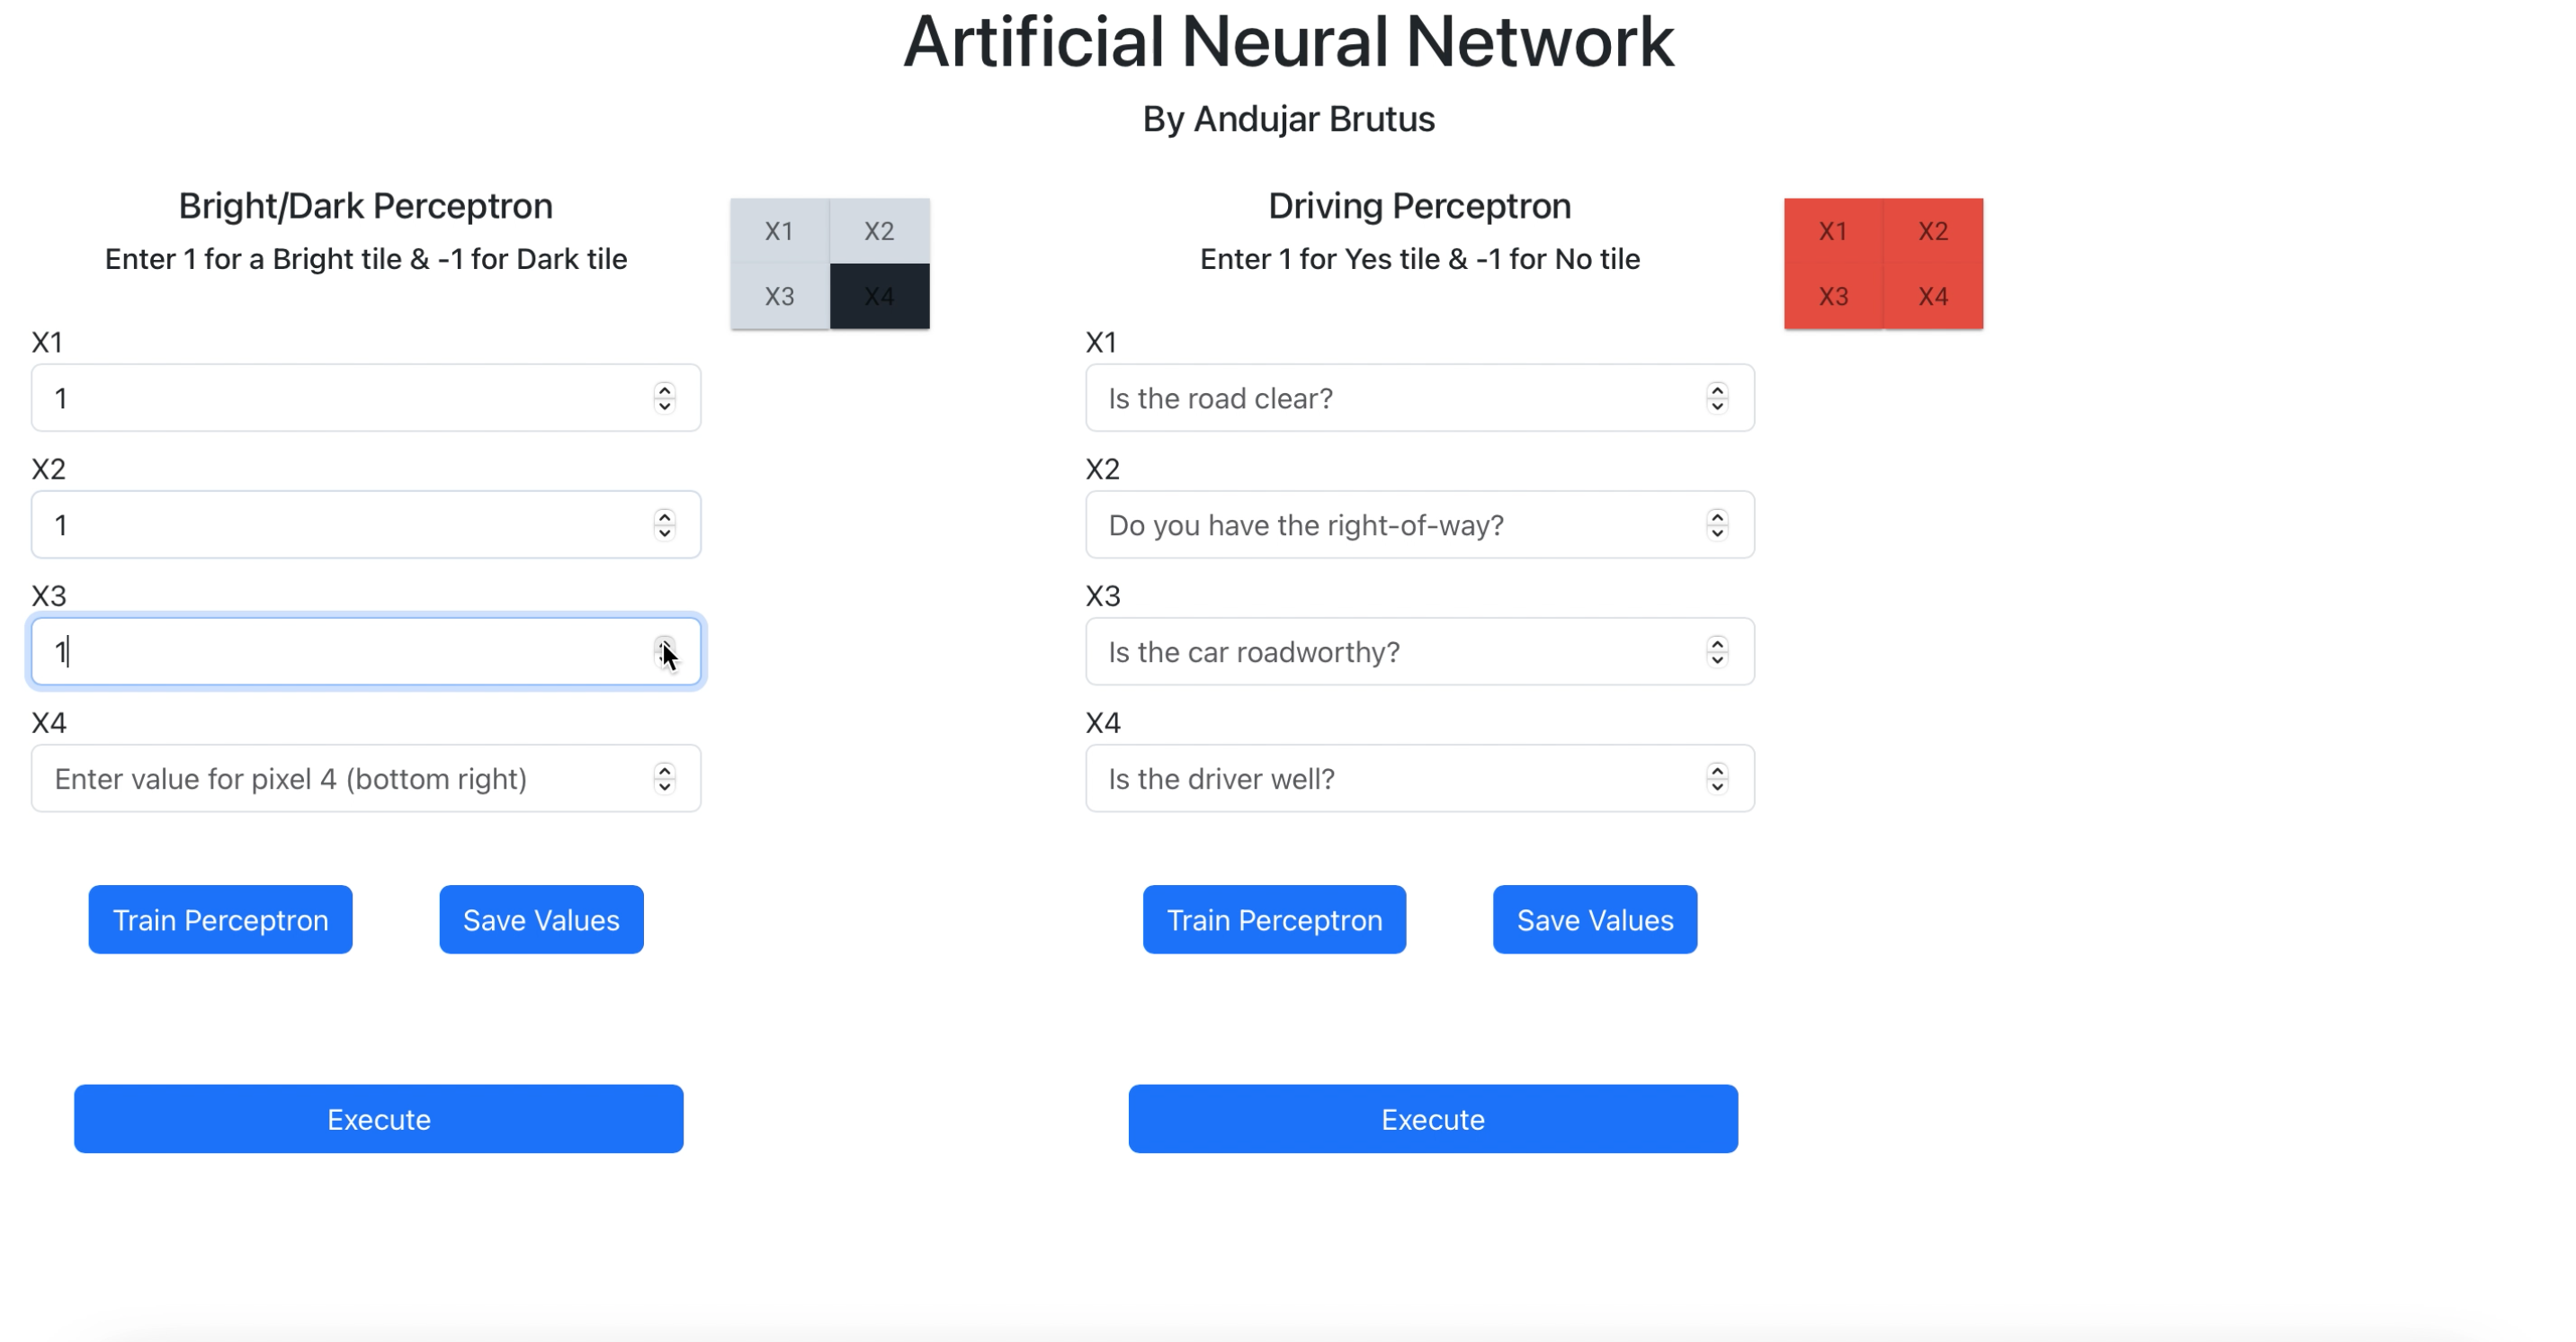 Artificial Neural Network
By Andujar Brutus
Bright/Dark Perceptron
Enter 1 for a Bright tile & -1 for Dark tile
X1 X2
X3 X4
X1
1
X2
1
X3
1
X4
Enter value for pixel 4 (bottom right)
Train Perceptron
Save Values
Execute
Driving Perceptron
Enter 1 for Yes tile & -1 for No tile
X1 X2
X3 X4
X1
Is the road clear?
X2
Do you have the right-of-way?
X3
Is the car roadworthy?
X4
Is the driver well?
Train Perceptron
Save Values
Execute